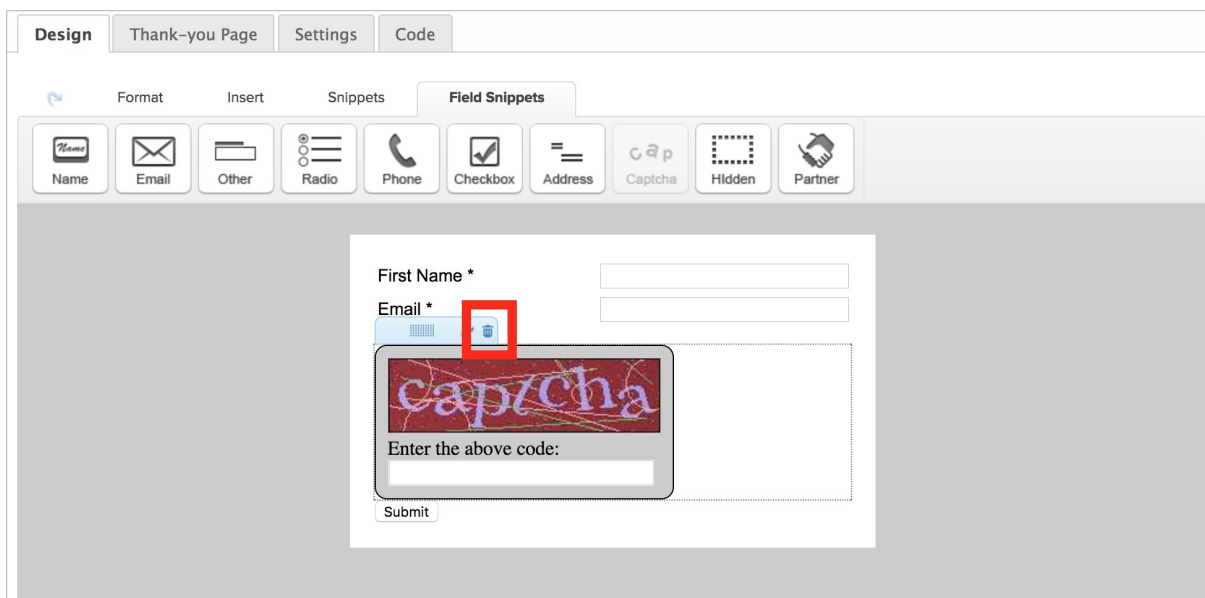 Design Thank-you Page Settings Code
Format Insert Snippets Field Snippets
Name
cap
Name Email Other Radio Phone Checkbox Address Captcha Hidden Partner
First Name *
Email *
captcha
Enter the above code:
Submit